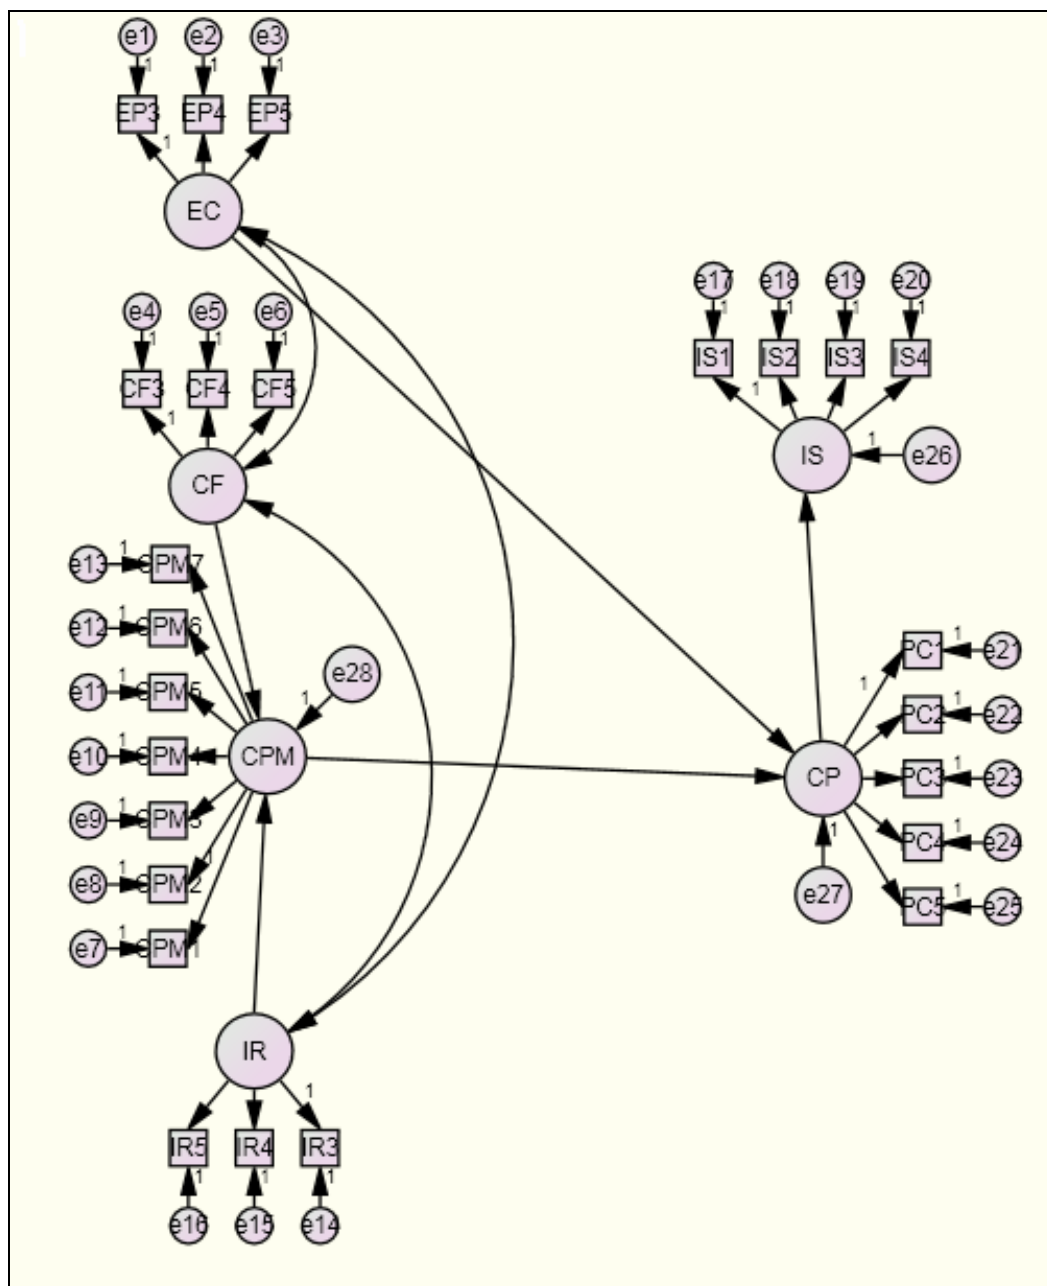 e1 e2 e3
1 1 1
EP3 EP4 EP5
1
EC
e4 e5 e6
1 1 1
CF3 CF4 CF5
1
CF
e17 e18 e19 e20
1 1 1 1
IS1 IS2 IS3 IS4
1
IS 1 e26
e13 1 CPM7
e12 1 CPM6
e11 1 CPM5
e10 1 CPM4
e9 1 CPM3
e8 1 CPM2
e7 1 CPM1
1
e28
1
CPM
CP
1
PC1 1 e21
PC2 1 e22
PC3 1 e23
PC4 1 e24
PC5 1 e25
1
e27
IR
1
IR5 IR4 IR3
1 1 1
e16 e15 e14